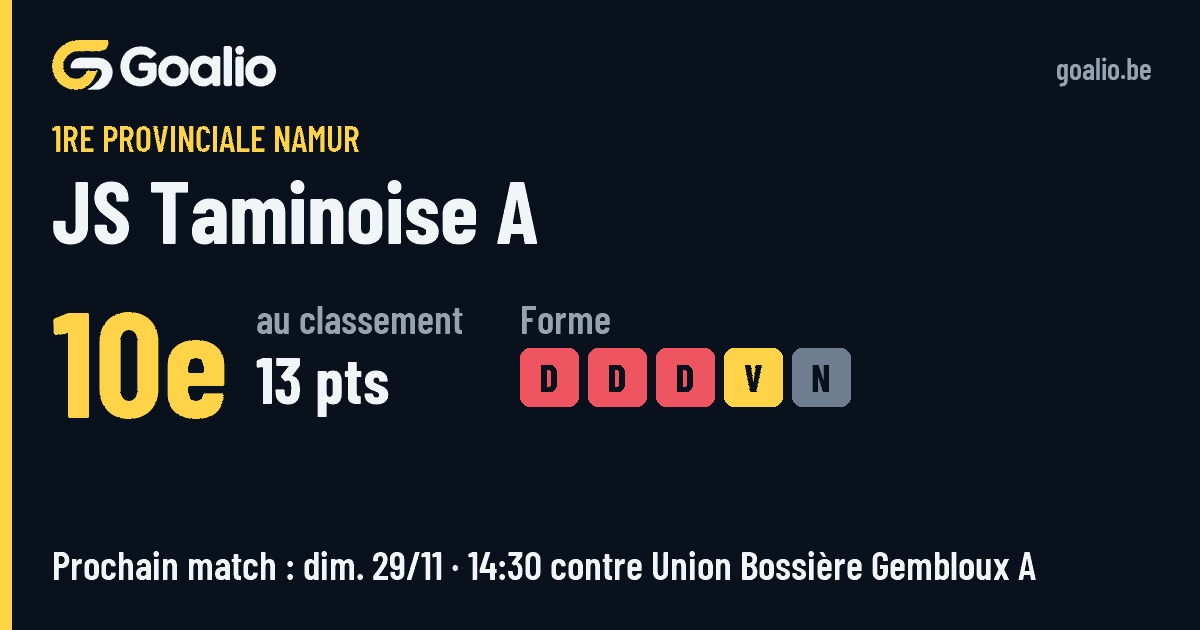 Goalio
goalio.be
1RE PROVINCIALE NAMUR
JS Taminoise A
10e
au classement
13 pts
Forme
D D D V N
Prochain match : dim. 29/11 · 14:30 contre Union Bossière Gembloux A